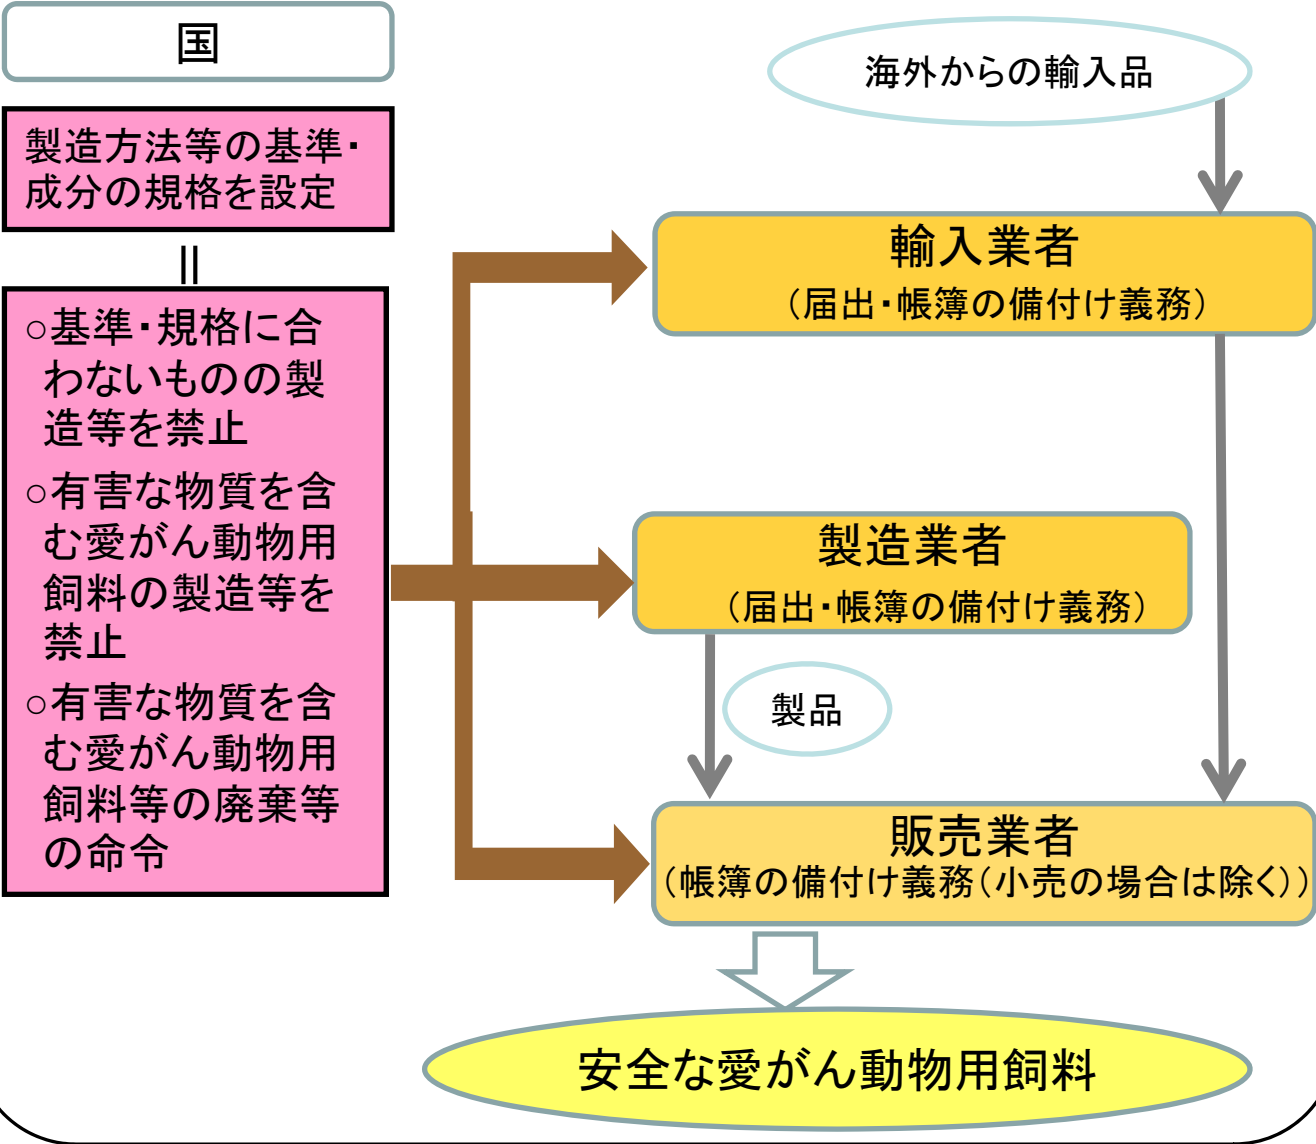 国
製造方法等の基準・
成分の規格を設定
||
○基準・規格に合
わないものの製
造等を禁止
○有害な物質を含
む愛がん動物用
飼料の製造等を
禁止
○有害な物質を含
む愛がん動物用
飼料等の廃棄等
の命令
海外からの輸入品
輸入業者
（届出・帳簿の備付け義務）
製造業者
（届出・帳簿の備付け義務）
製品
販売業者
（帳簿の備付け義務（小売の場合は除く））
安全な愛がん動物用飼料